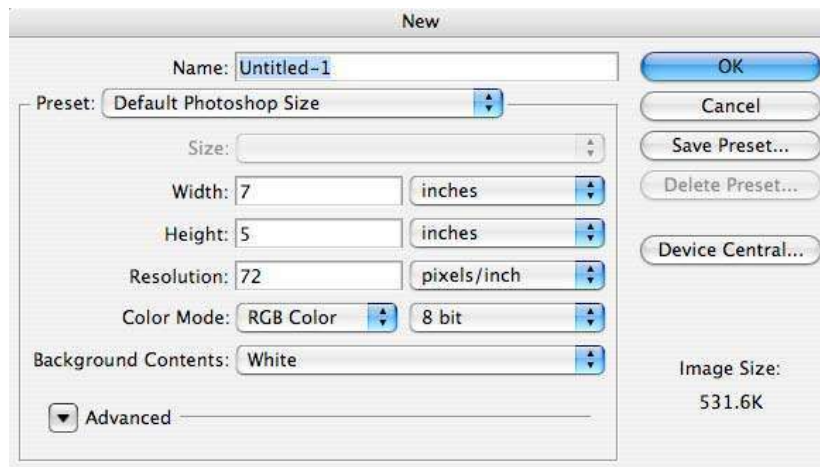 New
Name: Untitled-1
OK
Preset: Default Photoshop Size
Cancel
Size:
Save Preset...
Width: 7 inches
Delete Preset...
Height: 5 inches
Device Central...
Resolution: 72 pixels/inch
Color Mode: RGB Color 8 bit
Background Contents: White
Image Size:
531.6K
Advanced